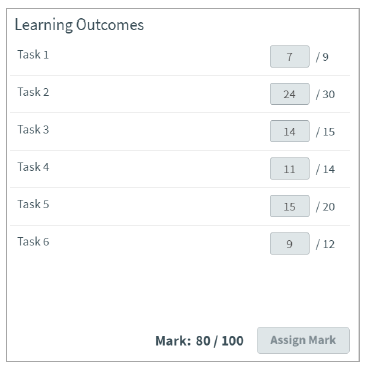 Learning Outcomes
Task 1 7 / 9
Task 2 24 / 30
Task 3 14 / 15
Task 4 11 / 14
Task 5 15 / 20
Task 6 9 / 12
Mark: 80 / 100 Assign Mark